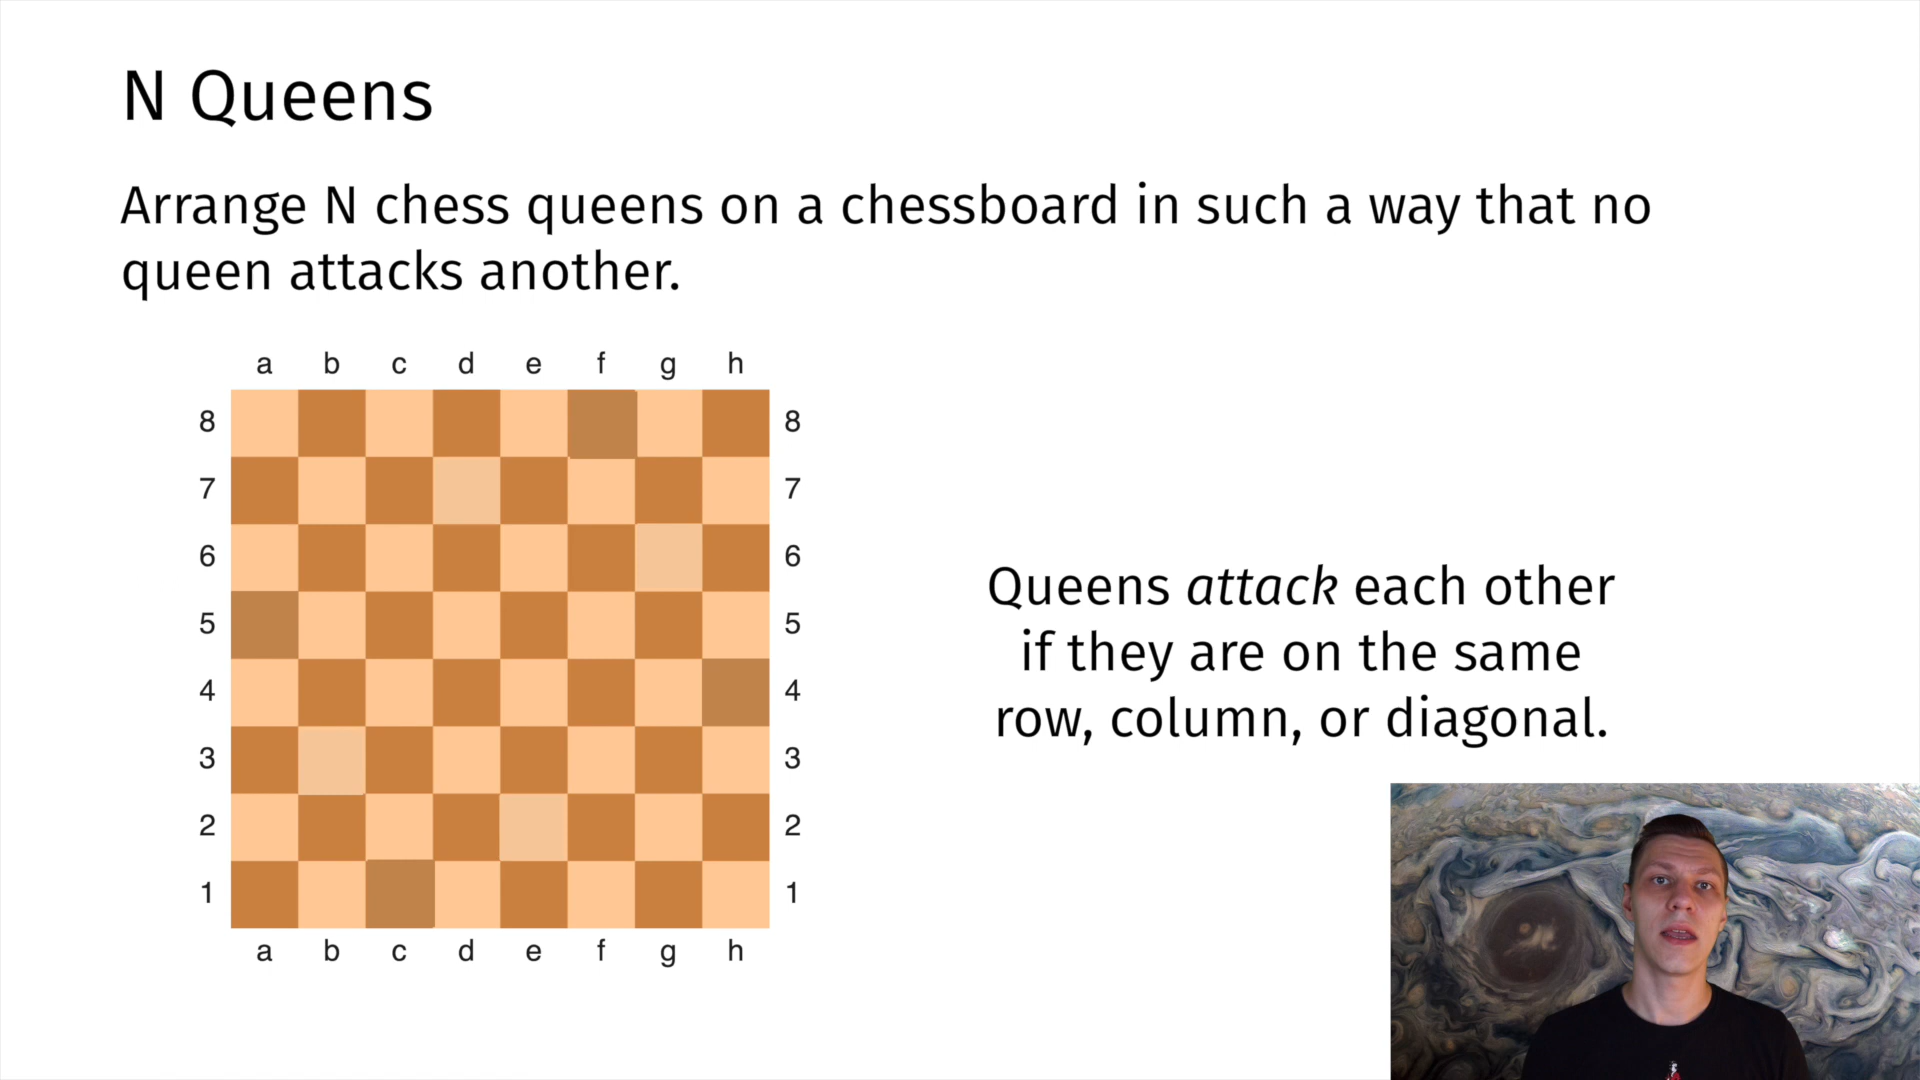 N Queens
Arrange N chess queens on a chessboard in such a way that no
queen attacks another.
a b c d e f g h
8 8
7 7
6 6
5 5
4 4
3 3
2 2
1 1
a b c d e f g h
Queens attack each other
if they are on the same
row, column, or diagonal.